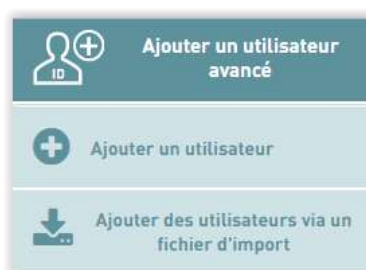 Ajouter un utilisateur
avancé
ID
Ajouter un utilisateur
Ajouter des utilisateurs via un
fichier d'import